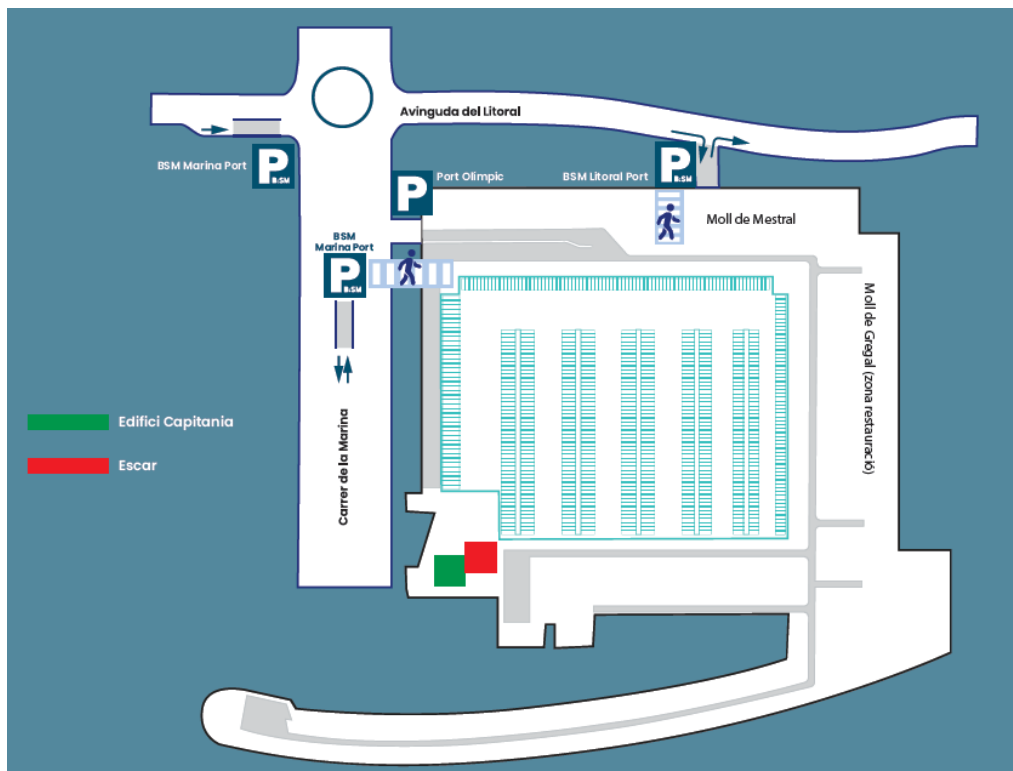 Avinguda del Litoral
BSM Marina Port
P
BSM
P
Port Olímpic
BSM Litoral Port
P
BSM
Moll de Mestral
BSM
Marina Port
P
BSM
Moll de Gregal (zona restauració)
Carrer de la Marina
Edifici Capitania
Escar